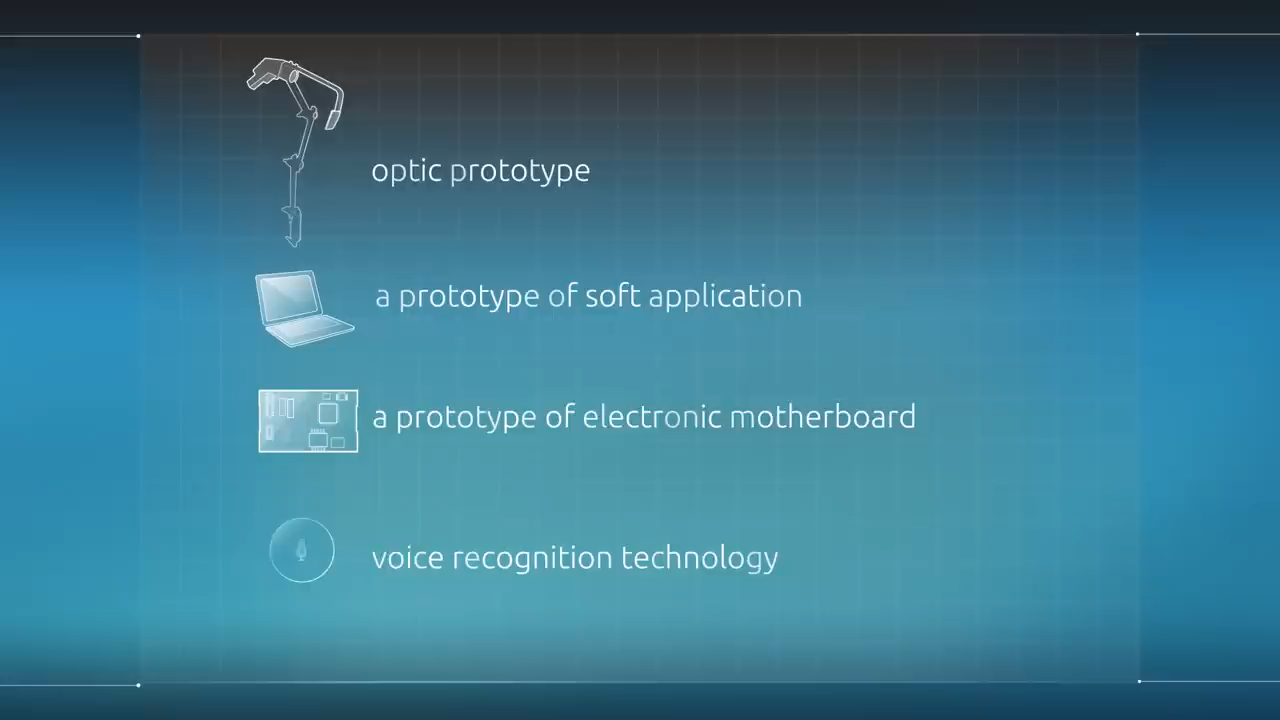 optic prototype
a prototype of soft application
a prototype of electronic motherboard
voice recognition technology